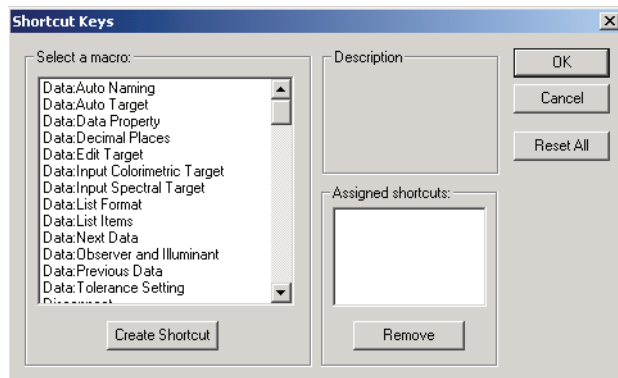 Shortcut Keys
Select a macro:
Data:Auto Naming
Data:Auto Target
Data:Data Property
Data:Decimal Places
Data:Edit Target
Data:Input Colorimetric Target
Data:Input Spectral Target
Data:List Format
Data:List Items
Data:Next Data
Data:Observer and Illuminant
Data:Previous Data
Data:Tolerance Setting
Create Shortcut
Description
Assigned shortcuts:
Remove
OK
Cancel
Reset All